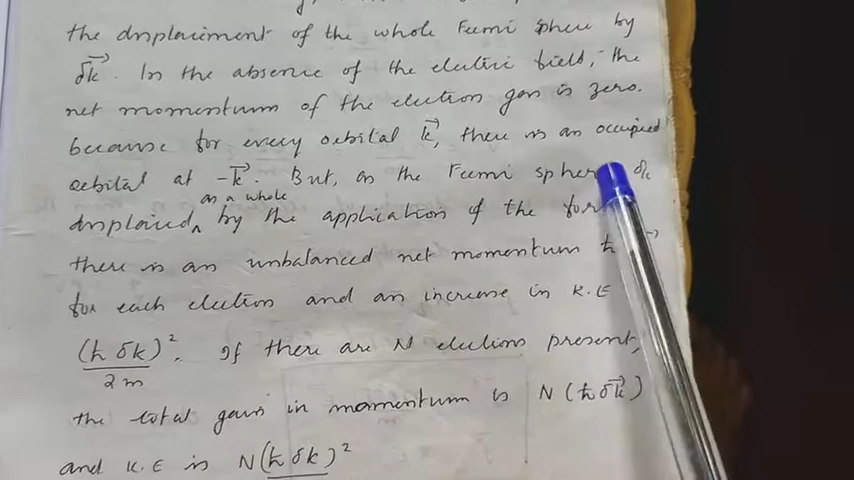 the displacement of the whole Fermi sphere by
δk⃗. In the absence of the electric field, the
net momentum of the electron gas is zero.
because for every orbital k⃗, there is an occupied
orbital at -k⃗. But, as the Fermi spher is
displaced, as a whole by the application of the for
there is an unbalanced net momentum ħ
for each electron and an increase in K.E
(ħ δk)²/2m. If there are N electrons present,
the total gain in momentum is N(ħ δk⃗)
and K.E is N(ħ δk)²